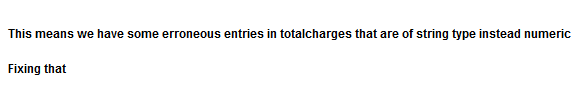 This means we have some erroneous entries in totalcharges that are of string type instead numeric
Fixing that